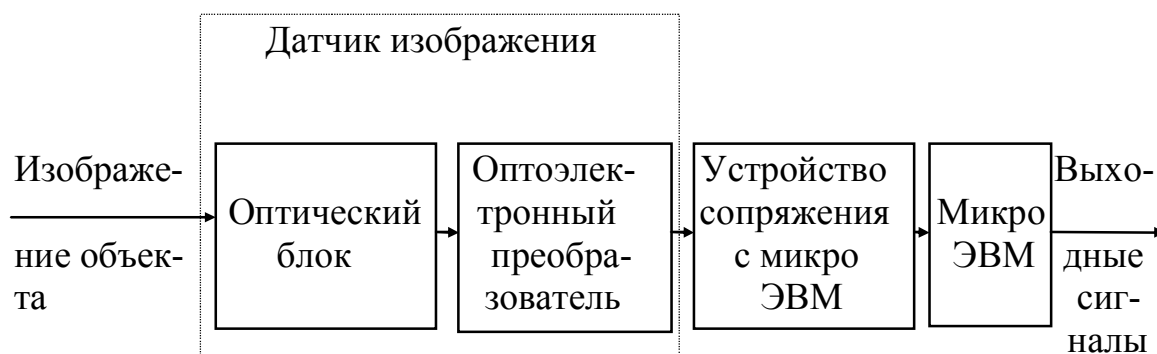 Датчик изображения
Изображе-
ние объек-
та
Оптический
блок
Оптоэлек-
тронный
преобра-
зователь
Устройство
сопряжения
с микро
ЭВМ
Микро
ЭВМ
Выхо-
дные
сиг-
налы